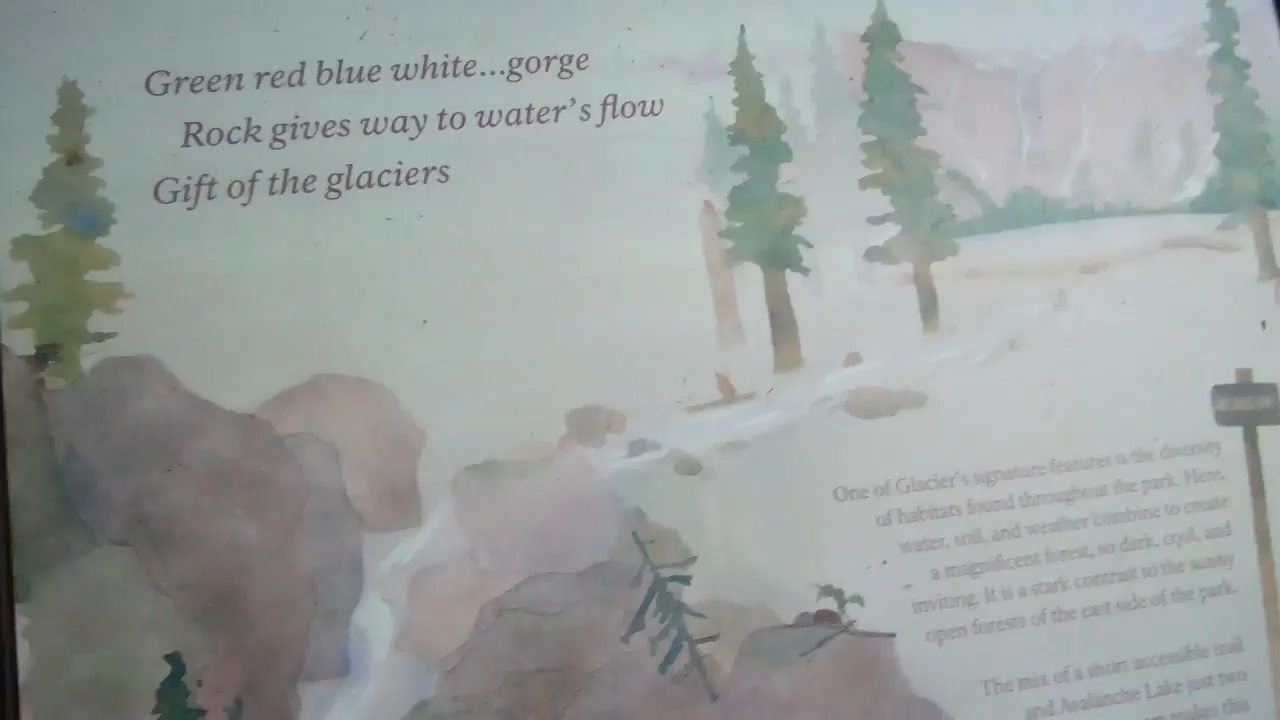 Green red blue white...gorge
Rock gives way to water's flow
Gift of the glaciers
One of Glacier's signature features is the diversity
of habitats found throughout the park. Here,
water, soil, and weather combine to create
a magnificent forest, so dark, cool, and
inviting. It is a stark contrast to the sunny
open forests of the east side of the park.
The mix of a short accessible trail
and Avalanche Lake just two
makes this